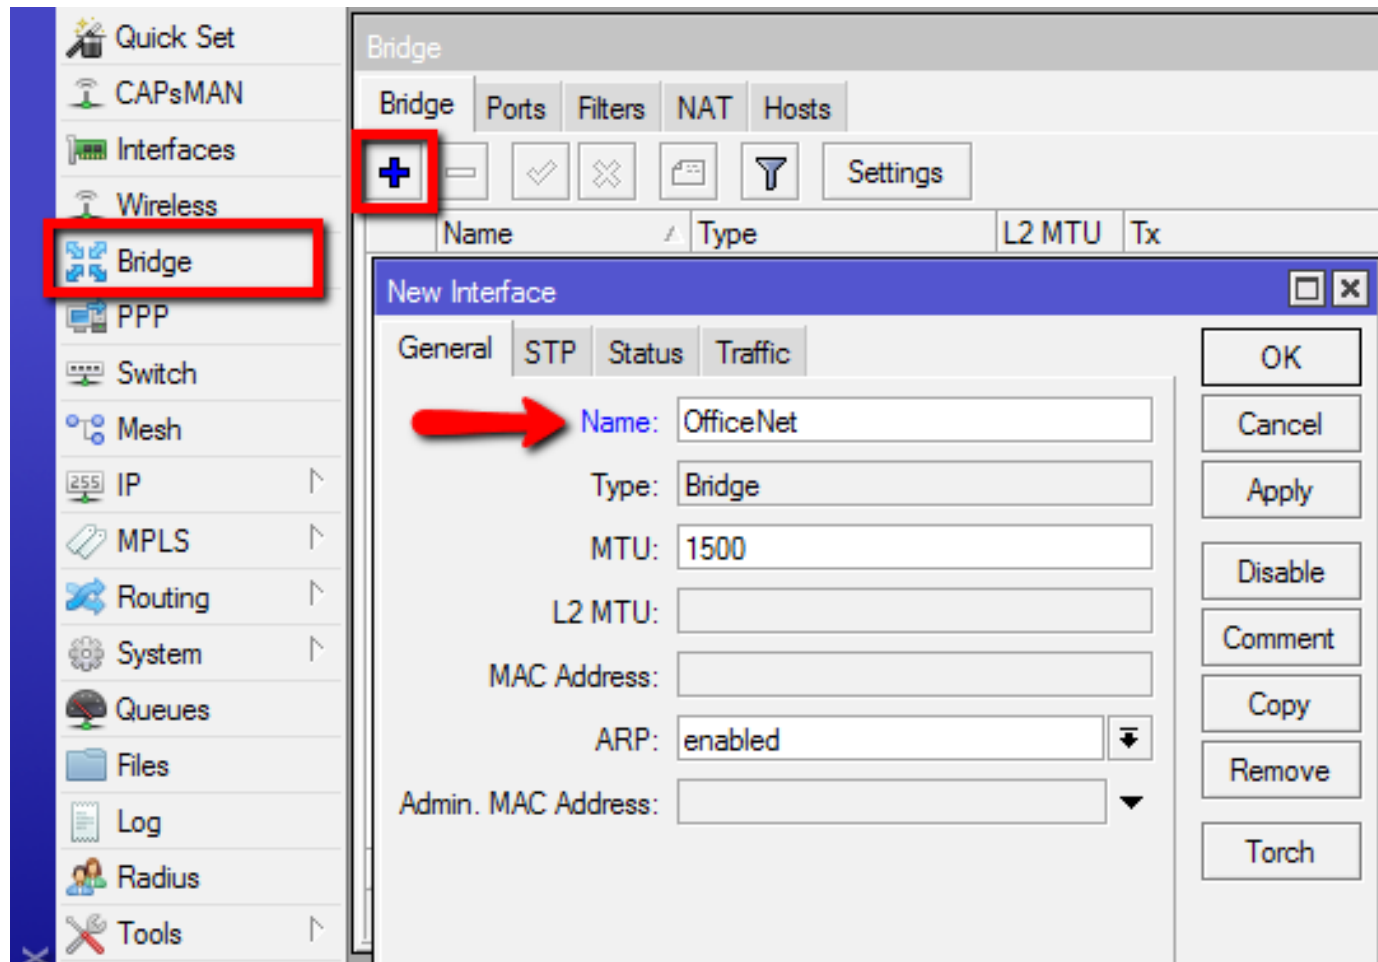 Quick Set
CAPsMAN
Interfaces
Wireless
Bridge
PPP
Switch
Mesh
255 IP
MPLS
Routing
System
Queues
Files
Log
Radius
Tools
X
Bridge
Bridge Ports Filters NAT Hosts
Settings
Name Type L2 MTU Tx
New Interface
General STP Status Traffic
Name: OfficeNet
Type: Bridge
MTU: 1500
L2 MTU:
MAC Address:
ARP: enabled
Admin. MAC Address:
OK
Cancel
Apply
Disable
Comment
Copy
Remove
Torch